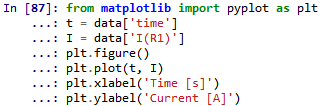 In [87]: from matplotlib import pyplot as plt
...: t = data['time']
...: I = data['I(R1)']
...: plt.figure()
...: plt.plot(t, I)
...: plt.xlabel('Time [s]')
...: plt.ylabel('Current [A]')